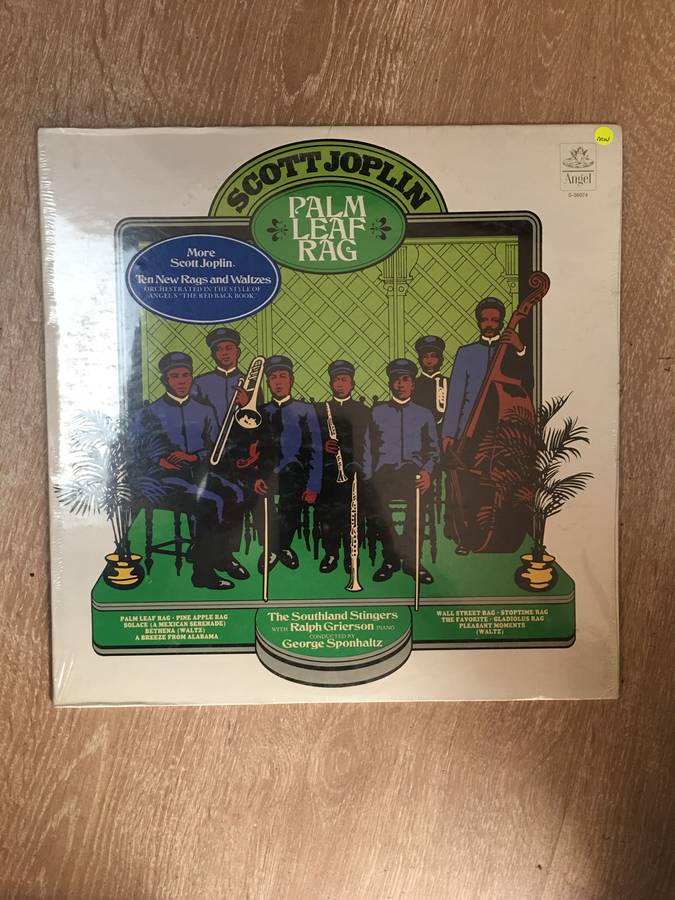 New
Angel
S-36074
SCOTT JOPLIN
PALM
LEAF
RAG
More
Scott Joplin.
Ten New Rags and Waltzes
ORCHESTRATED IN THE STYLE OF
ANGEL'S "THE RED BACK BOOK"
PALM LEAF RAG • PINE APPLE RAG
SOLACE (A MEXICAN SERENADE)
BETHENA (WALTZ)
A BREEZE FROM ALABAMA
The Southland Stingers
WITH Ralph Grierson PIANO
CONDUCTED BY
George Sponhaltz
WALL STREET RAG • STOPTIME RAG
THE FAVORITE • GLADIOLUS RAG
PLEASANT MOMENTS
(WALTZ)